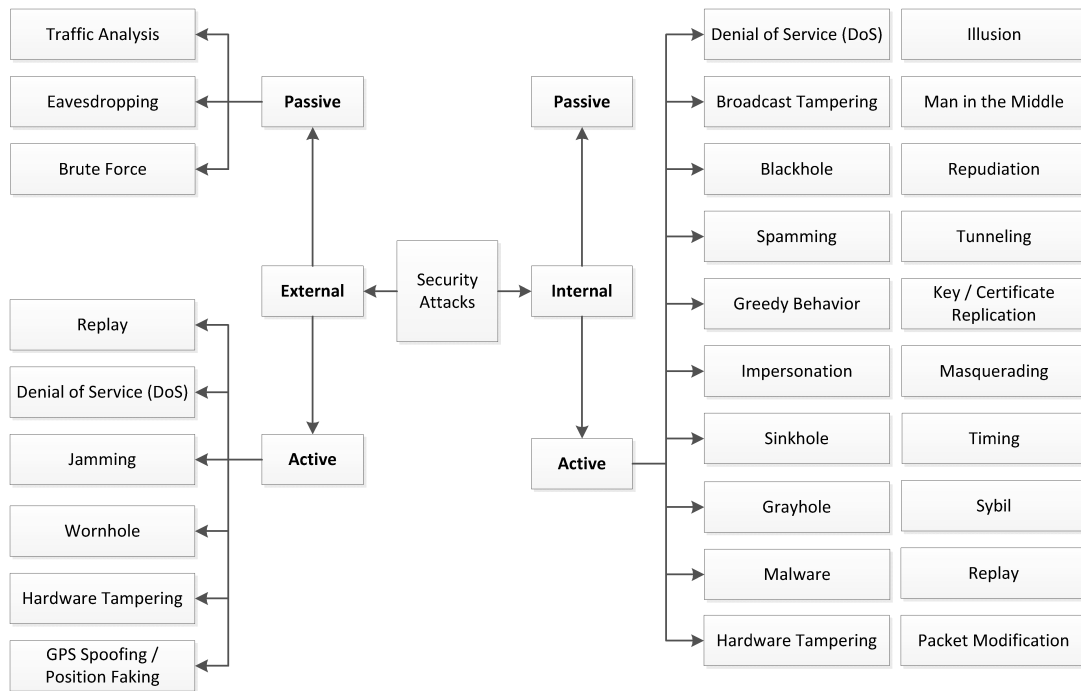 Traffic Analysis
Eavesdropping
Brute Force
Passive
External
Active
Replay
Denial of Service (DoS)
Jamming
Wornhole
Hardware Tampering
GPS Spoofing /
Position Faking
Security
Attacks
Passive
Internal
Active
Denial of Service (DoS)
Illusion
Broadcast Tampering
Man in the Middle
Blackhole
Repudiation
Spamming
Tunneling
Greedy Behavior
Key / Certificate
Replication
Impersonation
Masquerading
Sinkhole
Timing
Grayhole
Sybil
Malware
Replay
Hardware Tampering
Packet Modification